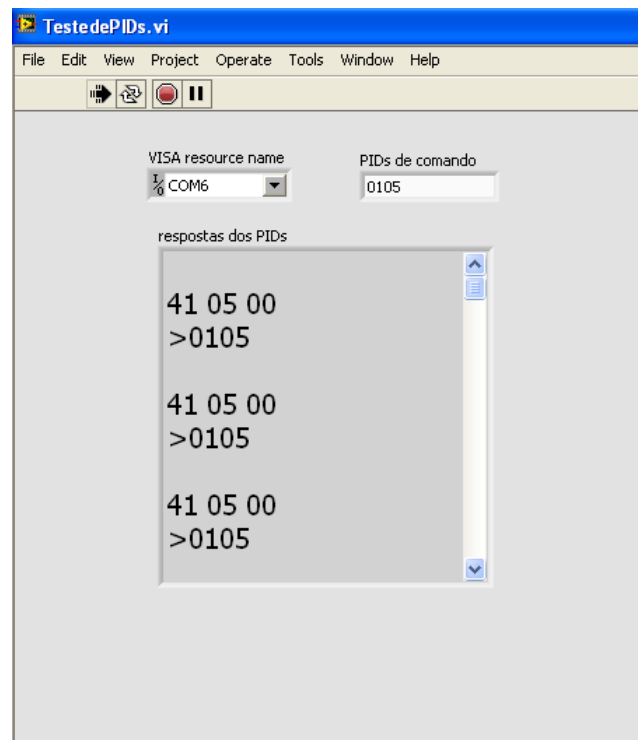 TestedePIDs.vi
File Edit View Project Operate Tools Window Help
VISA resource name
PIDs de comando
I/O COM6
0105
respostas dos PIDs
41 05 00
>0105
41 05 00
>0105
41 05 00
>0105